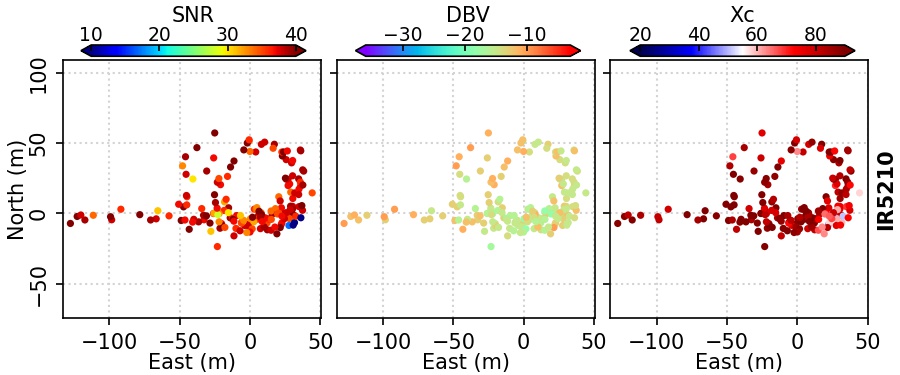 SNR DBV Xc
10 20 30 40 −30 −20 −10 20 40 60 80
North (m)
100
50
0
−50
IR5210
−100 −50 0 50 −100 −50 0 50 −100 −50 0 50
East (m) East (m) East (m)